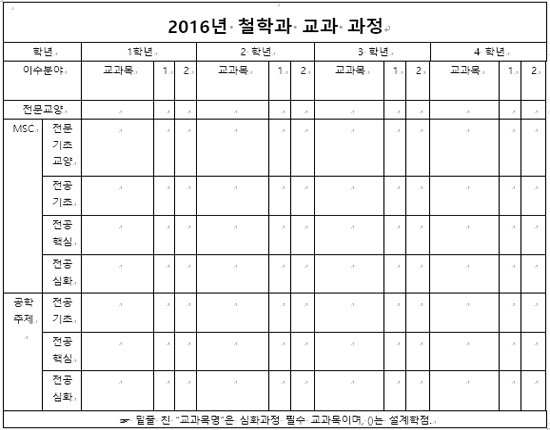 2016년 철학과 교과 과정
학년 1학년 2 학년 3 학년 4 학년
이수분야 교과목 1 2 교과목 1 2 교과목 1 2 교과목 1 2
전문교양
MSC 전문
기초
교양
전공
기초
전공
핵심
전공
심화
공학 전공
주제 기초
전공
핵심
전공
심화
☞ 밑줄 친 "교과목명"은 심화과정 필수 교과목이며, ()는 설계학점.